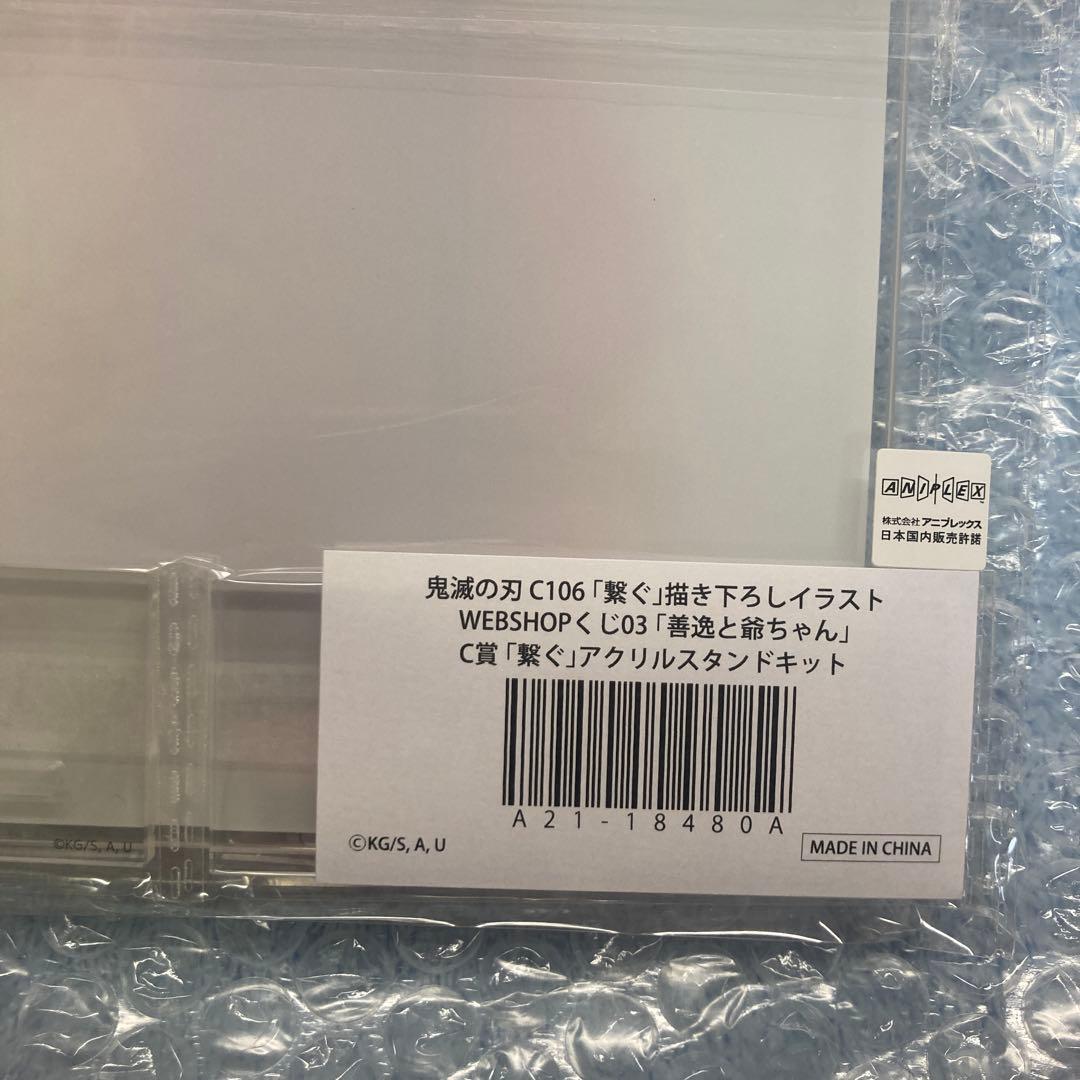 ANIPLEX
株式会社 アニプレックス
日本国内販売許諾
鬼滅の刃 C106「繋ぐ」描き下ろしイラスト
WEBSHOPくじ03「善逸と爺ちゃん」
C賞「繋ぐ」アクリルスタンドキット
A21-18480A
©KG/S, A, U
©KG/S, A, U
MADE IN CHINA